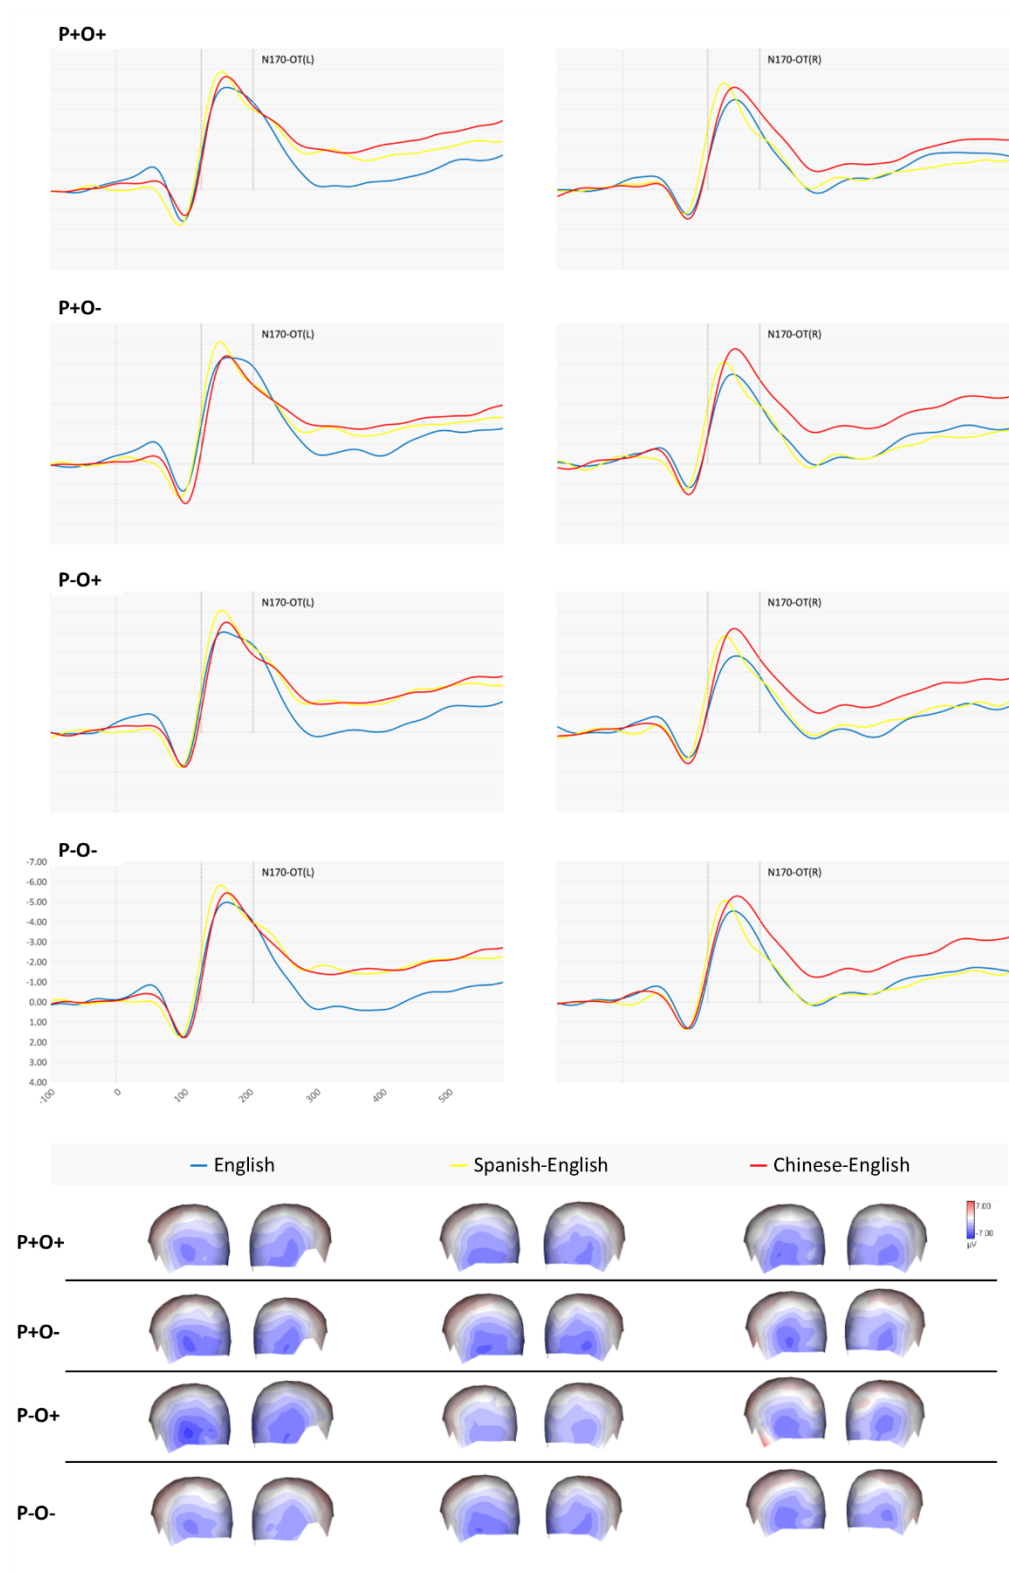 P+O+
N170-OT(L) N170-OT(R)
P+O-
N170-OT(L) N170-OT(R)
P-O+
N170-OT(L) N170-OT(R)
P-O-
N170-OT(L) N170-OT(R)
-7.00
-6.00
-5.00
-4.00
-3.00
-2.00
-1.00
0.00
1.00
2.00
3.00
4.00
-100 0 100 200 300 400 500
English Spanish-English Chinese-English
P+O+
7.00
-7.00
µV
P+O-
P-O+
P-O-